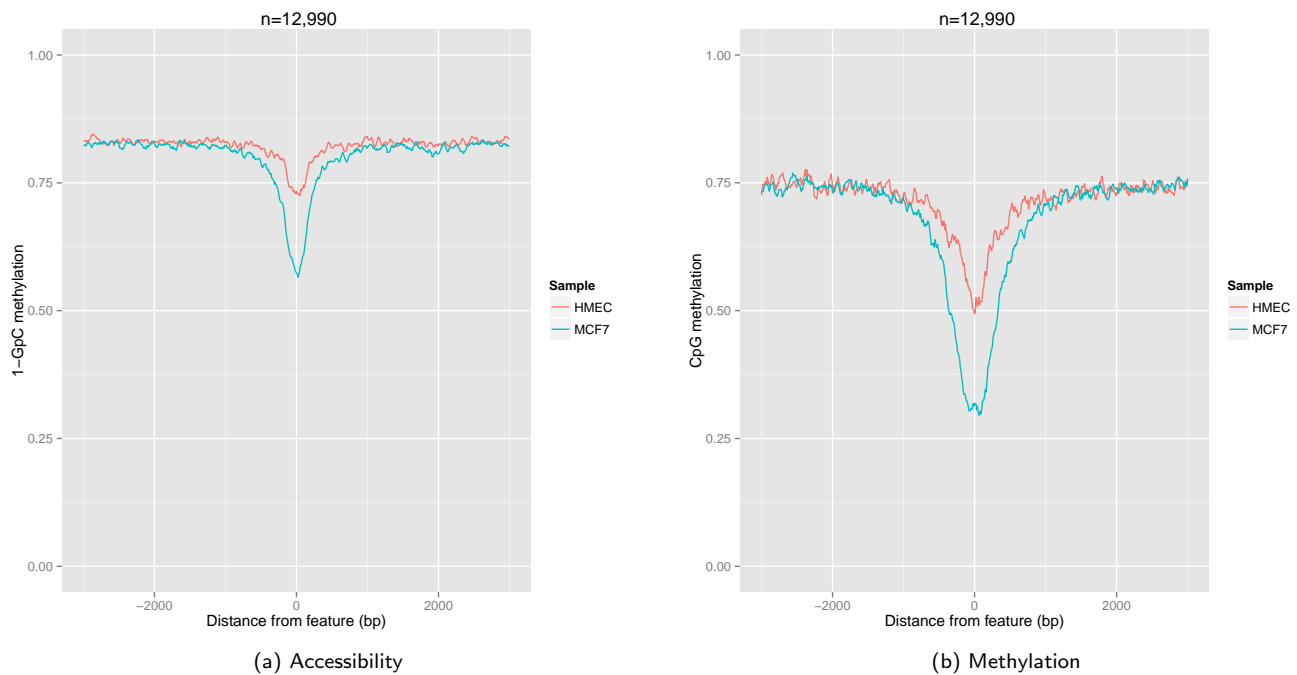 n=12,990
1.00
0.75
0.50
0.25
0.00
1−GpC methylation
−2000
0
2000
Distance from feature (bp)
Sample
HMEC
MCF7
(a) Accessibility
n=12,990
1.00
0.75
0.50
0.25
0.00
CpG methylation
−2000
0
2000
Distance from feature (bp)
Sample
HMEC
MCF7
(b) Methylation